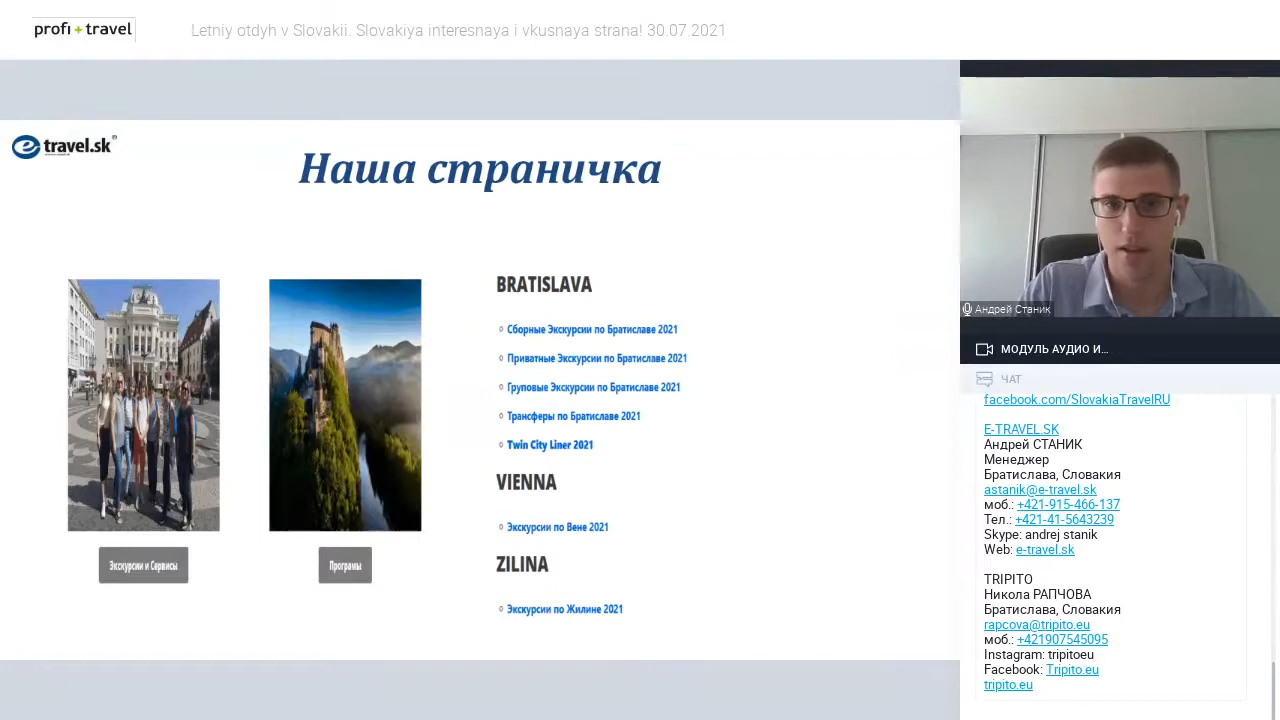 profi + travel
Letniy otdyh v Slovakii. Slovakiya interesnaya i vkusnaya strana! 30.07.2021
e travel.sk®
Наша страничка
BRATISLAVA
Сборные Экскурсии по Братиславе 2021
Приватные Экскурсии по Братиславе 2021
Груповые Экскурсии по Братиславе 2021
Трансферы по Братиславе 2021
Twin City Liner 2021
VIENNA
Экскурсии по Вене 2021
ZILINA
Экскурсии по Жилине 2021
Экскурсии и Сервисы
Програмы
Андрей Станик
МОДУЛЬ АУДИО И...
ЧАТ
facebook.com/SlovakiaTravelRU
E-TRAVEL.SK
Андрей СТАНИК
Менеджер
Братислава, Словакия
astanik@e-travel.sk
моб.: +421-915-466-137
Тел.: +421-41-5643239
Skype: andrej stanik
Web: e-travel.sk
TRIPITO
Никола РАПЧОВА
Братислава, Словакия
rapcova@tripito.eu
моб.: +421907545095
Instagram: tripitoeu
Facebook: Tripito.eu
tripito.eu